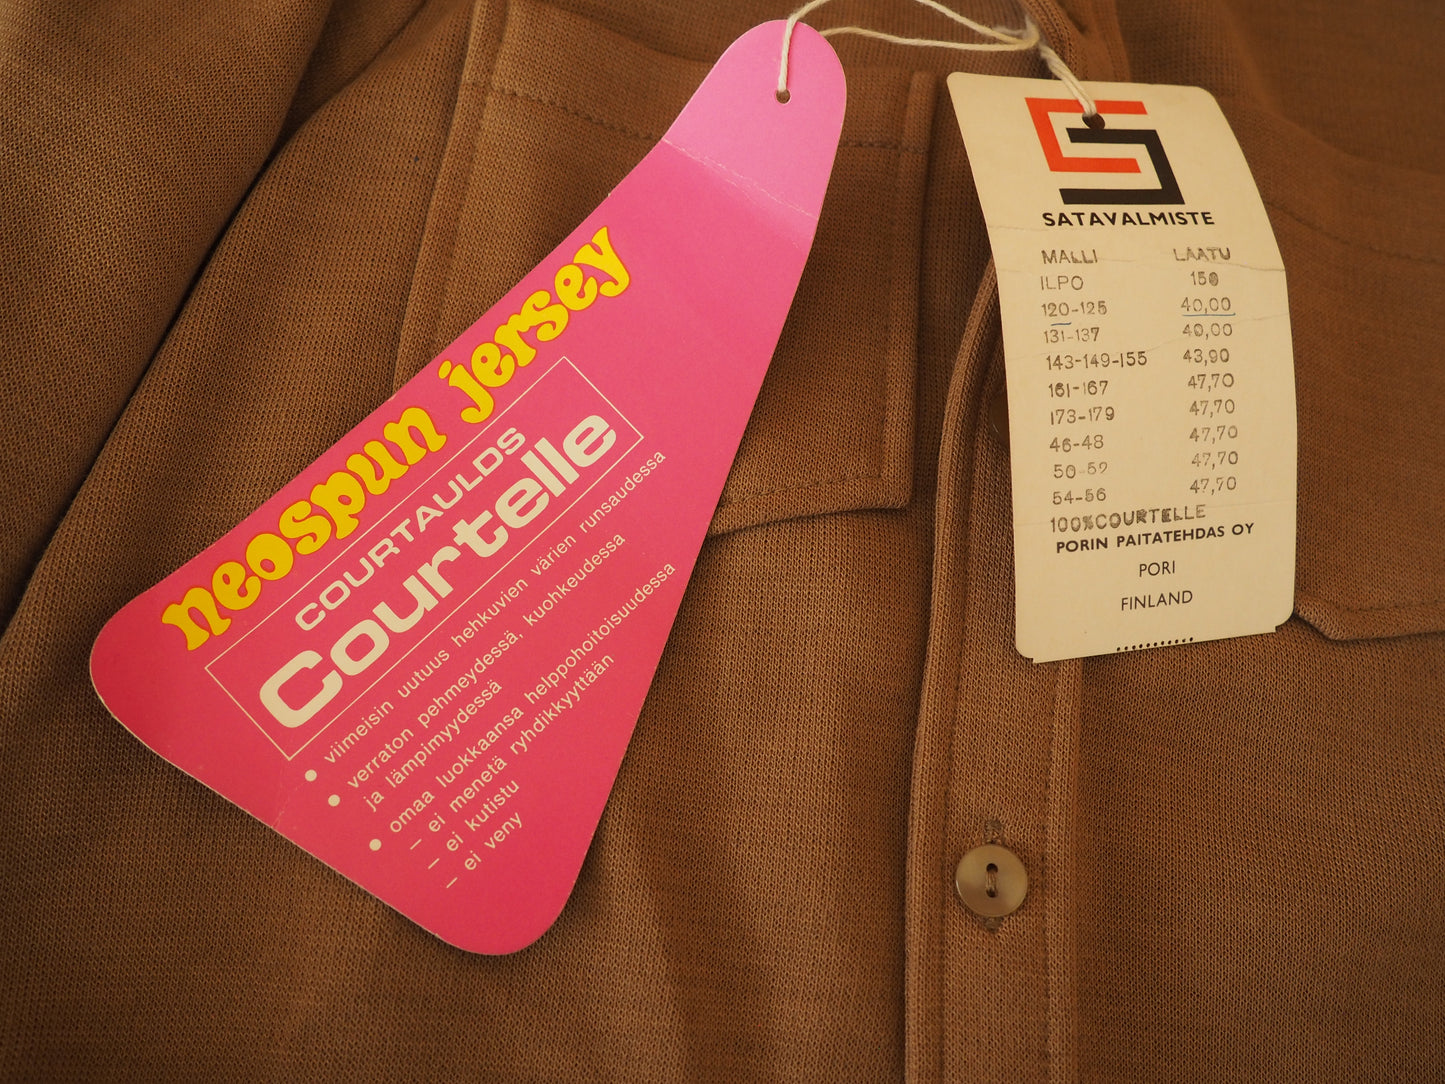 neospun jersey
COURTAULDS
Courtelle
• viimeisin uutuus hehkuvien värien runsaudessa
• verraton pehmeydessä, kuohkeudessa
ja lämpimyydessä
• omaa luokkaansa helppohoitoisuudessa
– ei menetä ryhdikkyyttään
– ei kutistu
– ei veny
SATAVALMISTE
MALLI LAATU
ILPO 150
120-125 40,00
131-137 40,00
143-149-155 43,90
161-167 47,70
173-179 47,70
46-48 47,70
50-52 47,70
54-56 47,70
100%COURTELLE
PORIN PAITATEHDAS OY
PORI
FINLAND